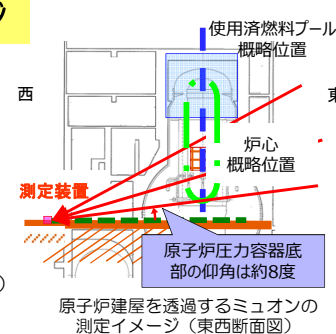 使用済燃料プール
概略位置
西
東
炉心
概略位置
測定装置
原子炉圧力容器底
部の仰角は約8度
)
原子炉建屋を透過するミュオンの
測定イメージ（東西断面図）